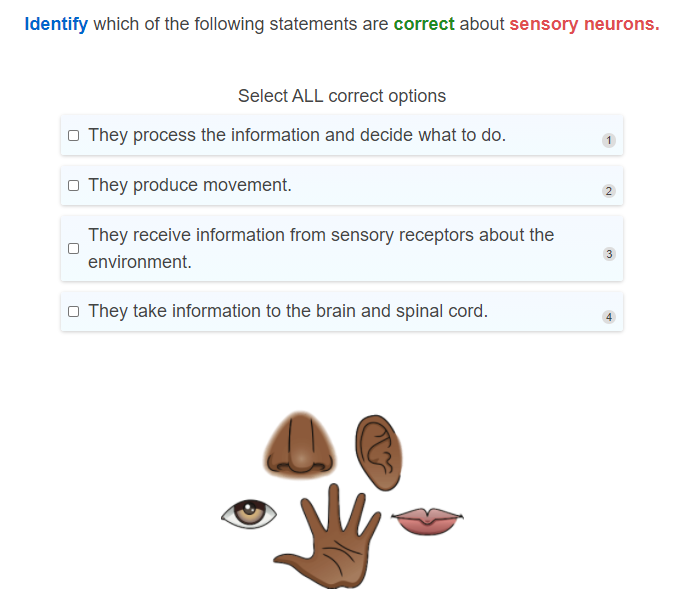 Identify which of the following statements are correct about sensory neurons.
Select ALL correct options
They process the information and decide what to do.
1
They produce movement.
2
They receive information from sensory receptors about the
environment.
3
They take information to the brain and spinal cord.
4